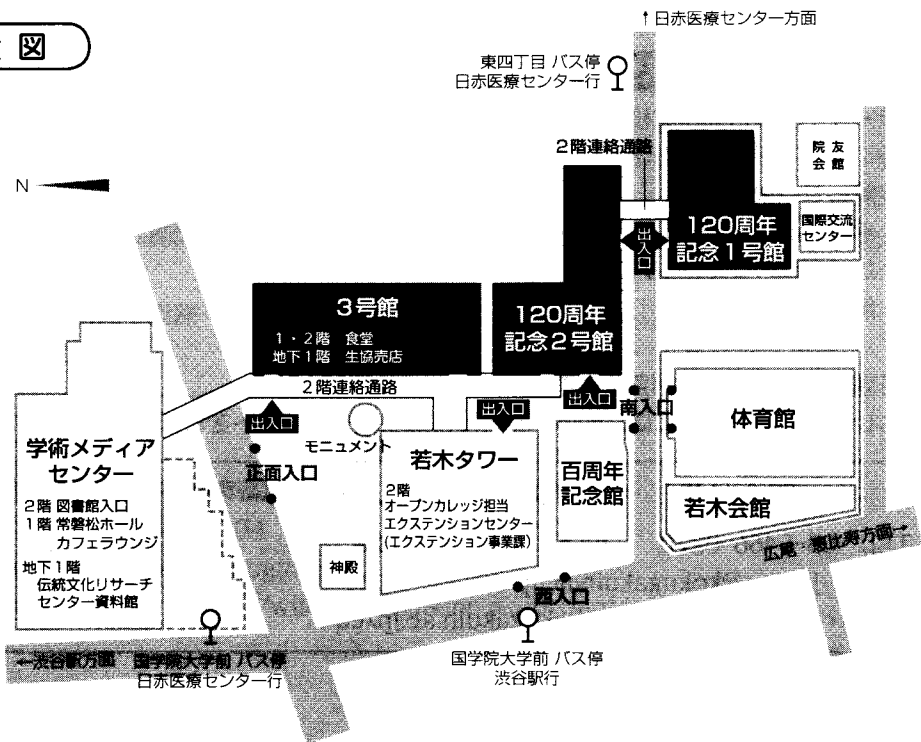 図
↑日赤医療センター方面
東四丁目 バス停
日赤医療センター行
N
2階連絡通路
院友
会館
120周年
記念1号館
国際交流
センター
出入口
3号館
1・2階 食堂
地下1階 生協売店
120周年
記念2号館
2階連絡通路
出入口
出入口
出入口
南入口
モニュメント
正面入口
学術メディア
センター
2階 図書館入口
1階 常磐松ホール
カフェラウンジ
地下1階
伝統文化リサーチ
センター資料館
若木タワー
2階
オープンカレッジ担当
エクステンションセンター
(エクステンション事業課)
百周年
記念館
体育館
若木会館
神殿
西入口
広尾・恵比寿方面→
←渋谷駅方面
国学院大学前 バス停
日赤医療センター行
国学院大学前 バス停
渋谷駅行